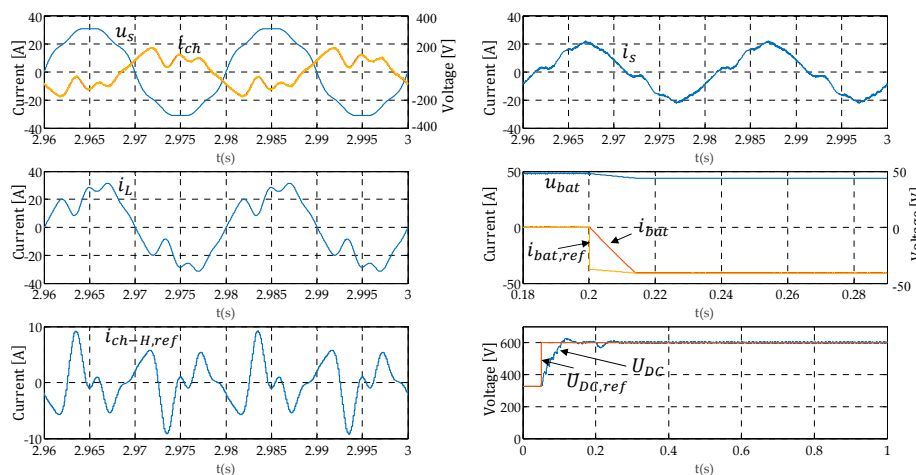 40
20
0
-20
-40
Current [A]
u_s
i_ch
400
200
0
-200
-400
Voltage [V]
2.96 2.965 2.97 2.975 2.98 2.985 2.99 2.995 3
t(s)
40
20
0
-20
-40
Current [A]
i_s
2.96 2.965 2.97 2.975 2.98 2.985 2.99 2.995 3
t(s)
40
20
0
-20
-40
Current [A]
i_L
2.96 2.965 2.97 2.975 2.98 2.985 2.99 2.995 3
t(s)
50
0
-50
Current [A]
u_bat
i_bat,ref
i_bat
50
0
-50
Voltage [V]
0.18 0.2 0.22 0.24 0.26 0.28
t(s)
10
0
-10
Current [A]
i_ch-H,ref
2.96 2.965 2.97 2.975 2.98 2.985 2.99 2.995 3
t(s)
600
400
200
0
Voltage [V]
U_DC
U_DC,ref
0 0.2 0.4 0.6 0.8 1
t(s)